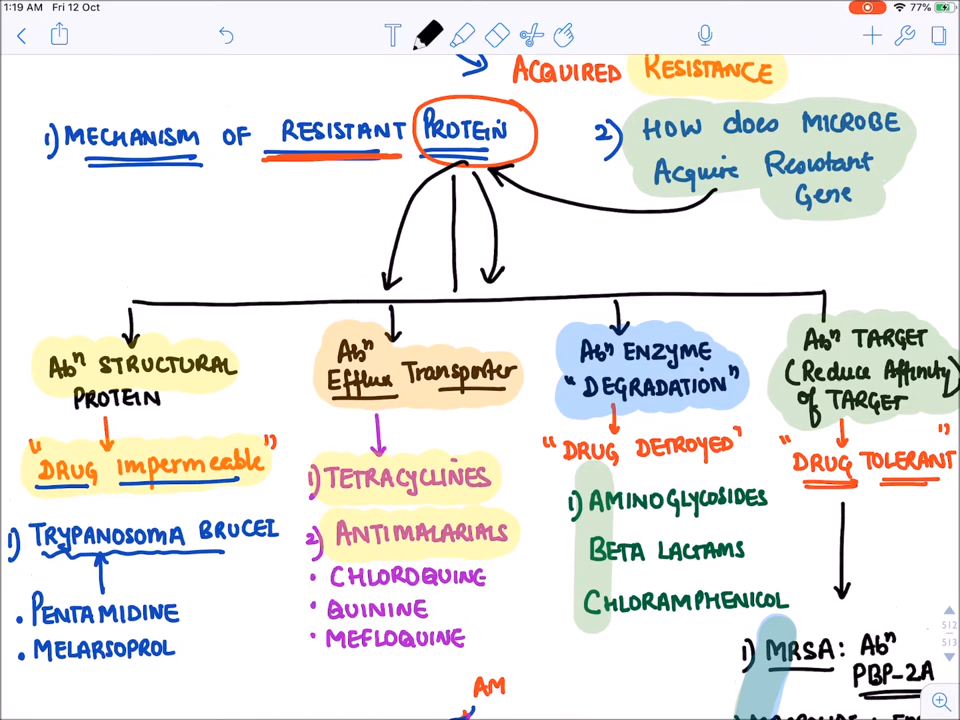 1:19 AM Fri 12 Oct
77%
T
ACQUIRED RESISTANCE
1) MECHANISM OF RESISTANT PROTEIN
2) HOW does MICROBE
Acquire Resistant
Gene
Abⁿ STRUCTURAL
PROTEIN
"DRUG impermeable"
1) TRYPANOSOMA BRUCEI
• PENTAMIDINE
• MELARSOPROL
Abⁿ
Efflux Transporter
1) TETRACYCLINES
2) ANTIMALARIALS
• CHLOROQUINE
• QUININE
• MEFLOQUINE
Abⁿ ENZYME
"DEGRADATION"
"DRUG DETROYED"
1) AMINOGLYCOSIDES
BETA LACTAMS
CHLORAMPHENICOL
Abⁿ TARGET
(Reduce Affinity
of TARGET
"DRUG TOLERANT"
1) MRSA: Abⁿ
PBP-2A
AM
512
513